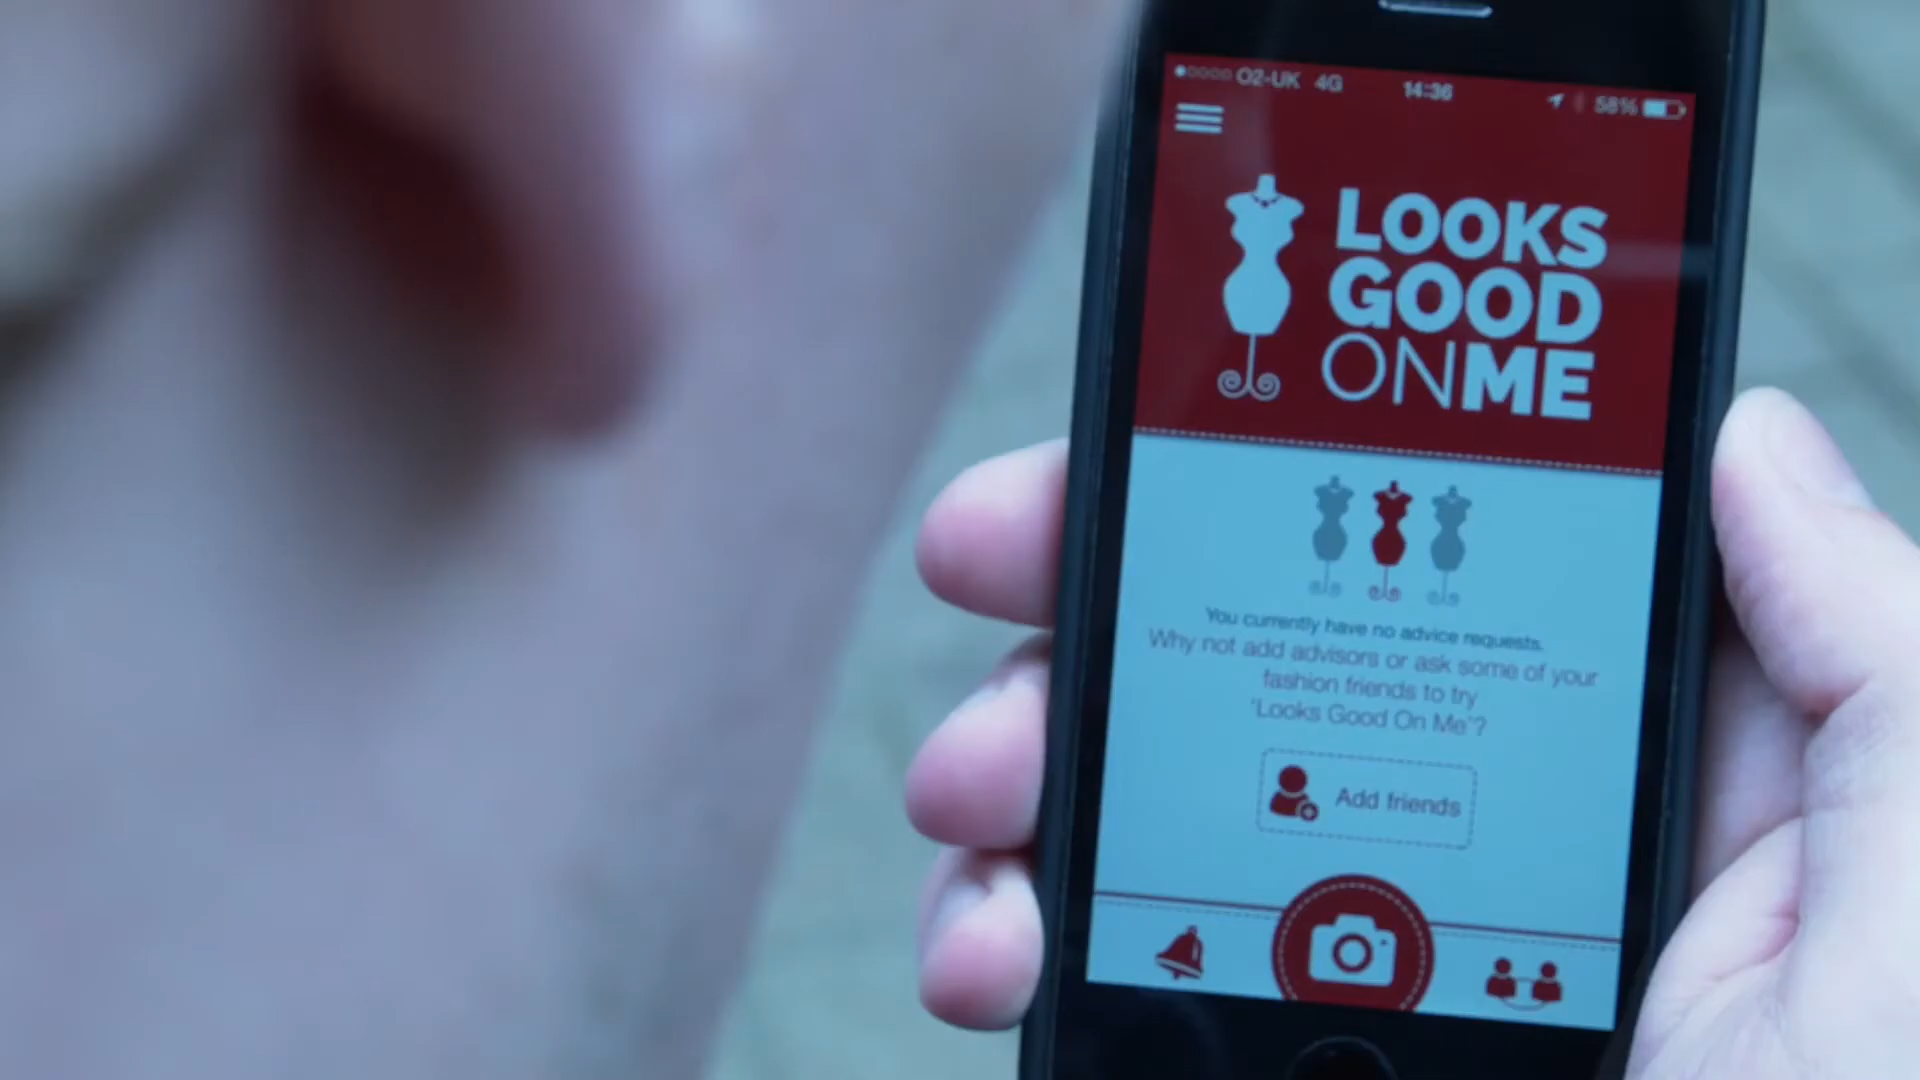 O2-UK 4G 14:36 58%
LOOKS
GOOD
ONME
You currently have no advice requests.
Why not add advisors or ask some of your
fashion friends to try
'Looks Good On Me'?
Add friends